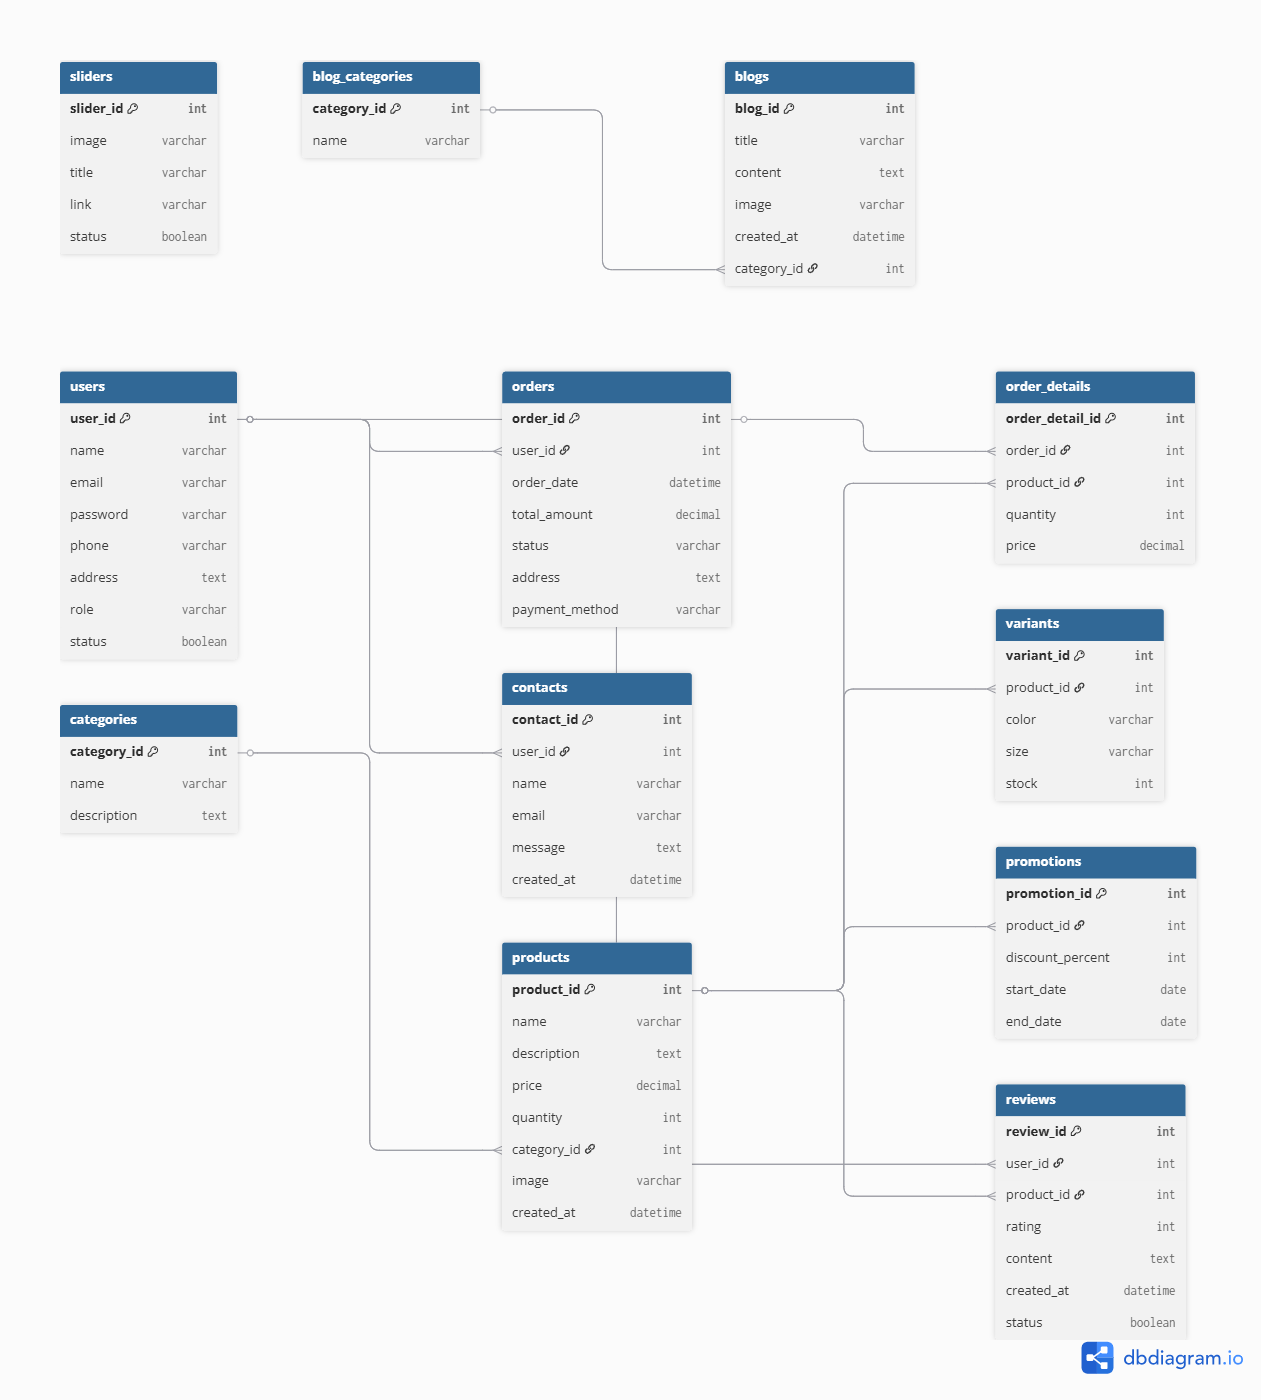 sliders
slider_id int
image varchar
title varchar
link varchar
status boolean
blog_categories
category_id int
name varchar
blogs
blog_id int
title varchar
content text
image varchar
created_at datetime
category_id int
users
user_id int
name varchar
email varchar
password varchar
phone varchar
address text
role varchar
status boolean
orders
order_id int
user_id int
order_date datetime
total_amount decimal
status varchar
address text
payment_method varchar
order_details
order_detail_id int
order_id int
product_id int
quantity int
price decimal
variants
variant_id int
product_id int
color varchar
size varchar
stock int
categories
category_id int
name varchar
description text
contacts
contact_id int
user_id int
name varchar
email varchar
message text
created_at datetime
promotions
promotion_id int
product_id int
discount_percent int
start_date date
end_date date
products
product_id int
name varchar
description text
price decimal
quantity int
category_id int
image varchar
created_at datetime
reviews
review_id int
user_id int
product_id int
rating int
content text
created_at datetime
status boolean
dbdiagram.io